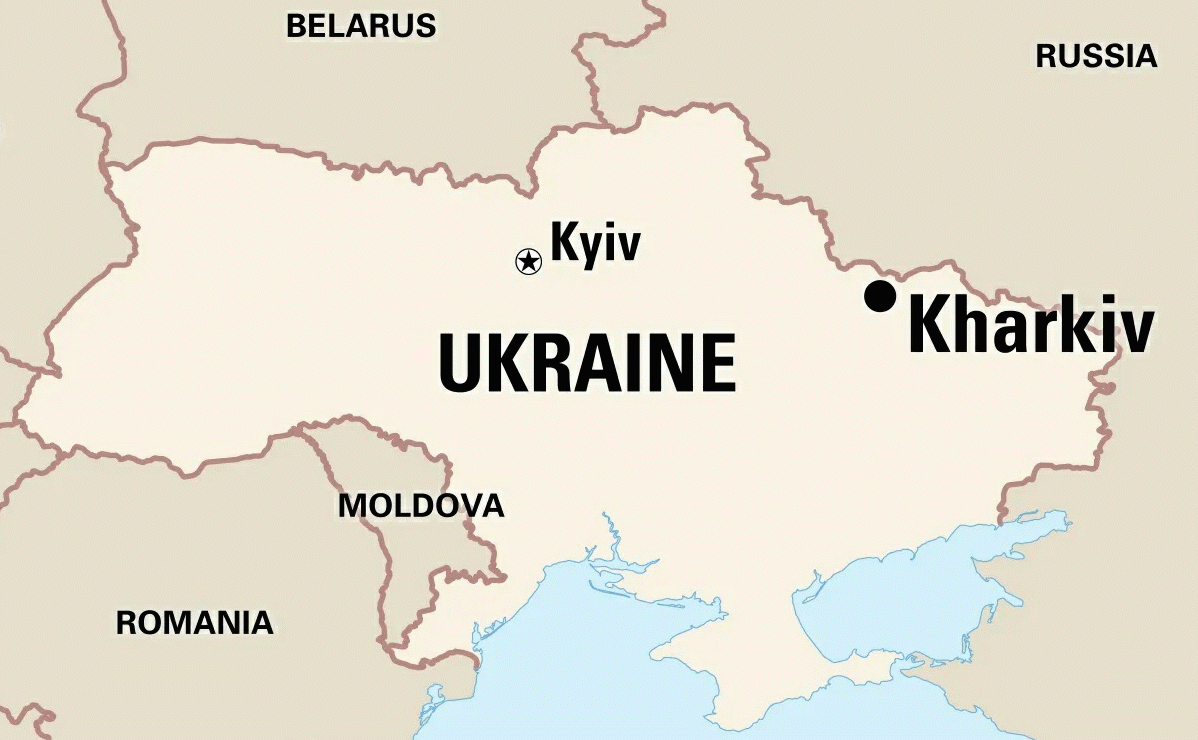 BELARUS
RUSSIA
Kyiv
Kharkiv
UKRAINE
MOLDOVA
ROMANIA